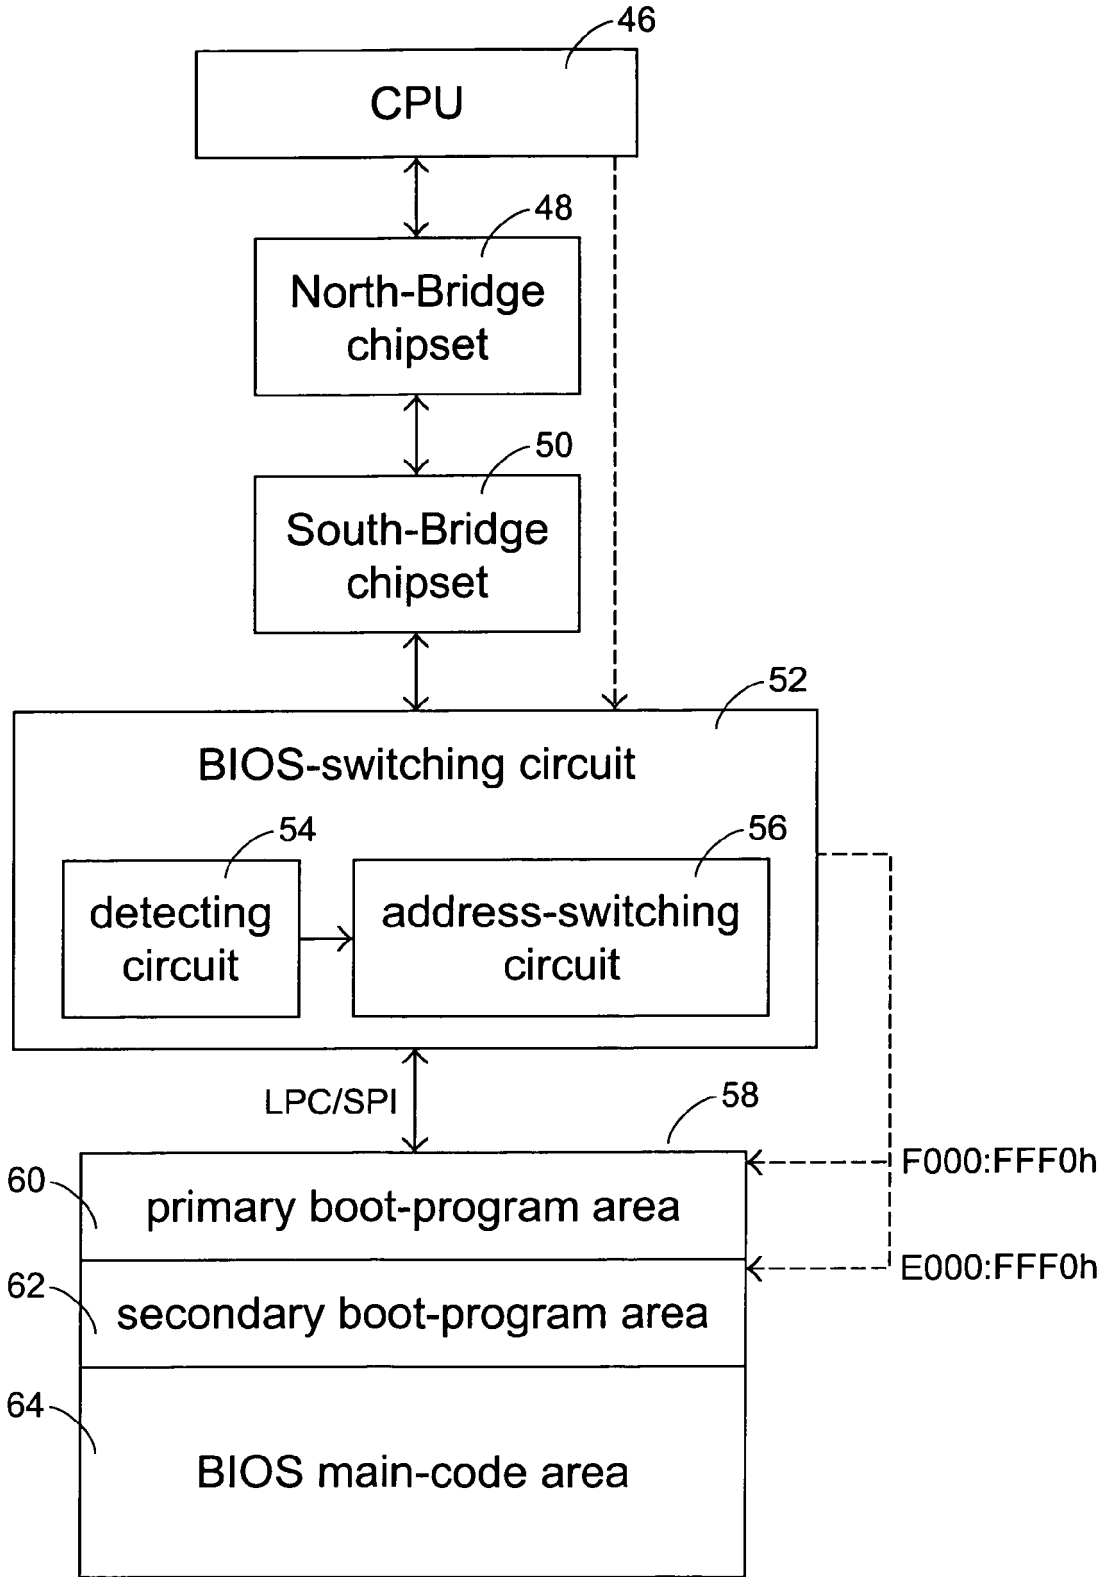 46
CPU
48
North-Bridge
chipset
50
South-Bridge
chipset
52
BIOS-switching circuit
54
detecting
circuit
56
address-switching
circuit
LPC/SPI
58
F000:FFF0h
60
primary boot-program area
E000:FFF0h
62
secondary boot-program area
64
BIOS main-code area